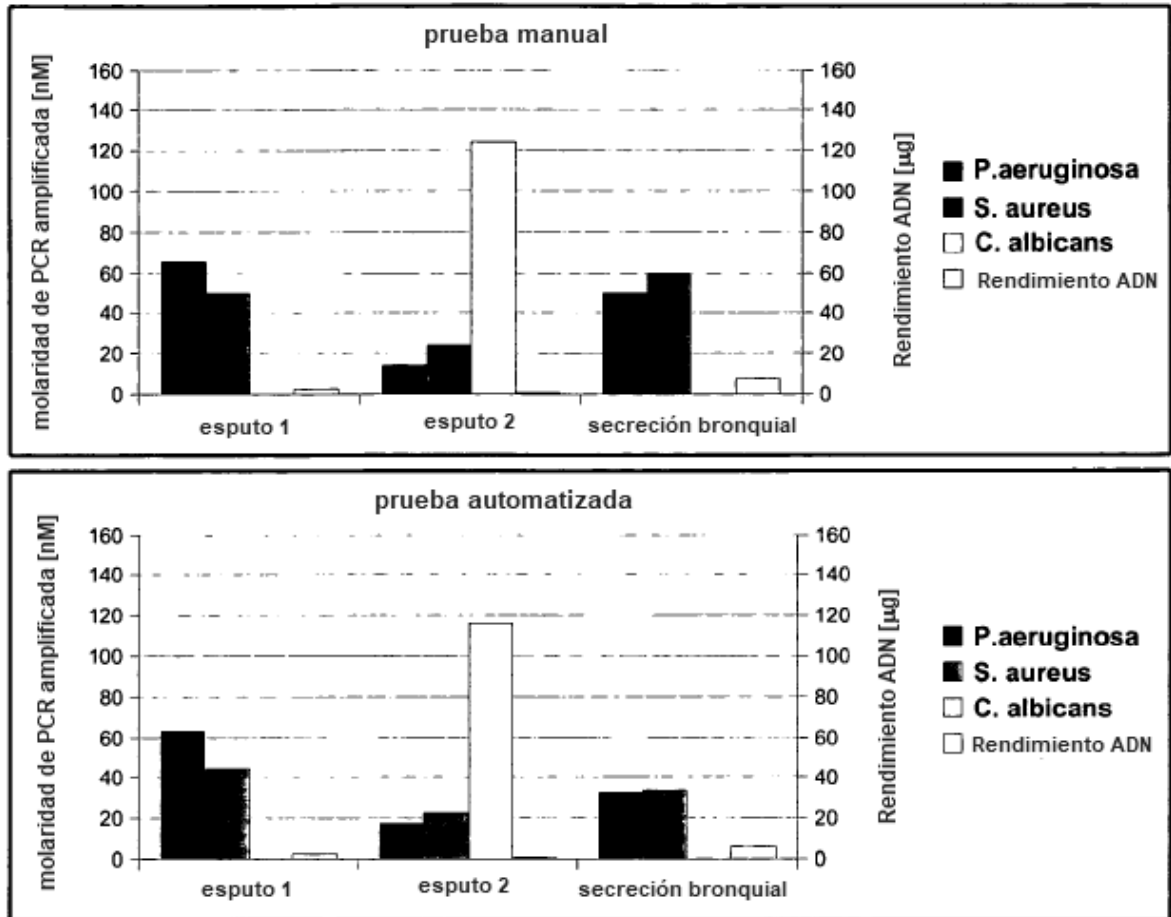 prueba manual
molaridad de PCR amplificada [nM]
160
140
120
100
80
60
40
20
0
esputo 1
esputo 2
secreción bronquial
160
140
120
100
80
60
40
20
0
Rendimiento ADN [µg]
P.aeruginosa
S. aureus
C. albicans
Rendimiento ADN
prueba automatizada
molaridad de PCR amplificada [nM]
160
140
120
100
80
60
40
20
0
esputo 1
esputo 2
secreción bronquial
160
140
120
100
80
60
40
20
0
Rendimiento ADN [µg]
P.aeruginosa
S. aureus
C. albicans
Rendimiento ADN